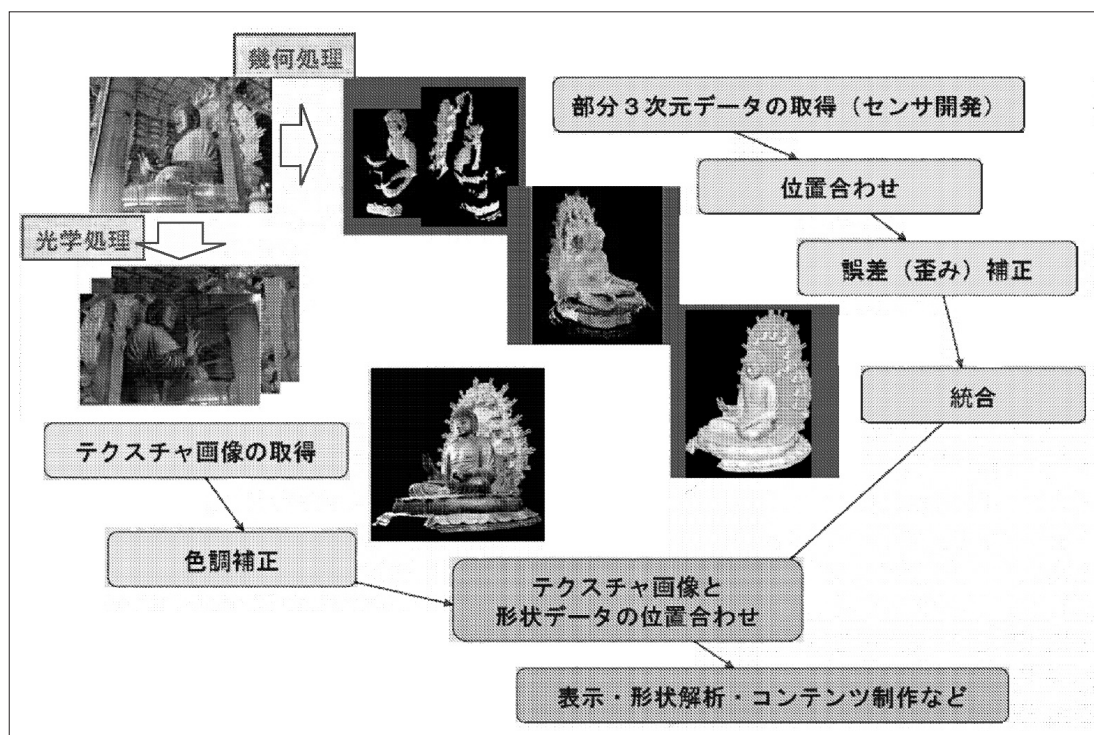 幾何処理
部分3次元データの取得（センサ開発）
位置合わせ
光学処理
誤差（歪み）補正
統合
テクスチャ画像の取得
色調補正
テクスチャ画像と
形状データの位置合わせ
表示・形状解析・コンテンツ制作など